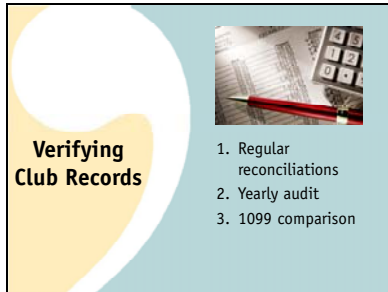 Verifying
Club Records
1. Regular
reconciliations
2. Yearly audit
3. 1099 comparison